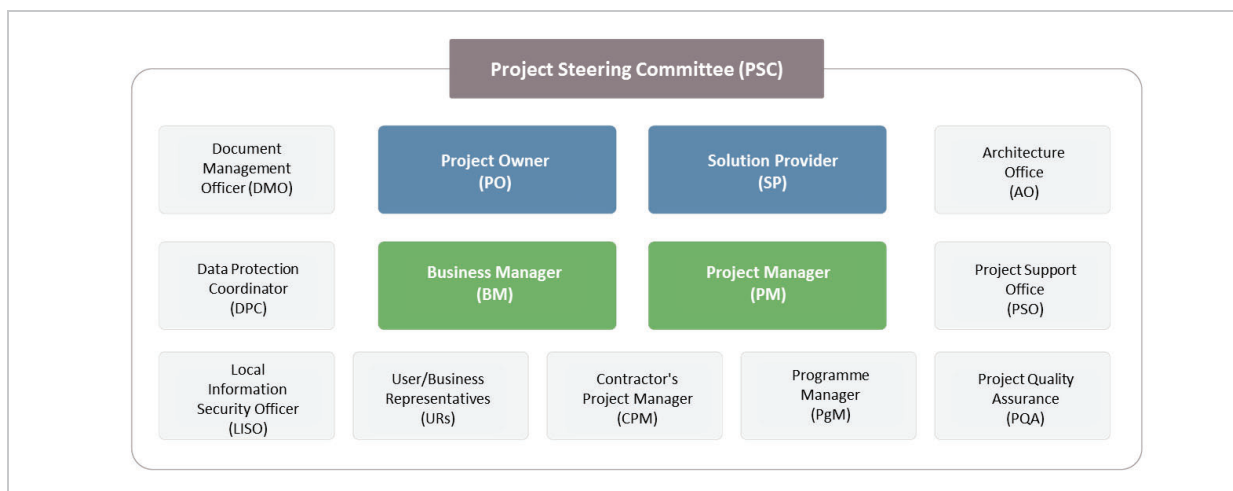 Project Steering Committee (PSC)
Document
Management
Officer (DMO)
Project Owner
(PO)
Solution Provider
(SP)
Architecture
Office
(AO)
Data Protection
Coordinator
(DPC)
Business Manager
(BM)
Project Manager
(PM)
Project Support
Office
(PSO)
Local
Information
Security Officer
(LISO)
User/Business
Representatives
(URs)
Contractor's
Project Manager
(CPM)
Programme
Manager
(PgM)
Project Quality
Assurance
(PQA)